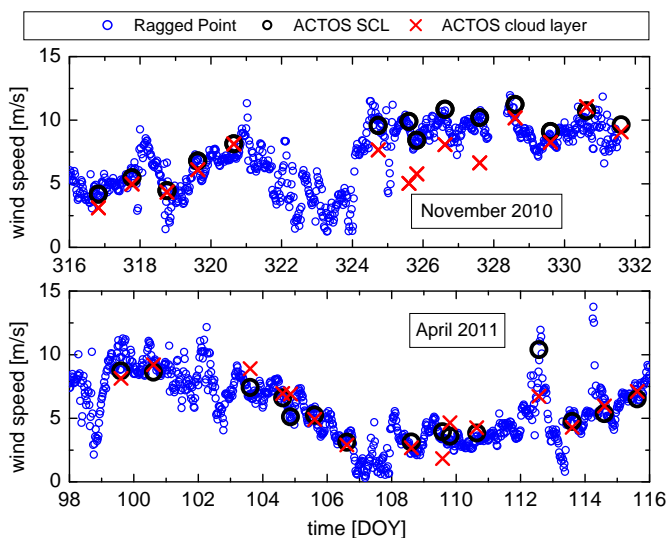 Ragged Point ACTOS SCL ACTOS cloud layer
15
10
5
0
wind speed [m/s]
November 2010
316 318 320 322 324 326 328 330 332
15
10
5
0
wind speed [m/s]
April 2011
98 100 102 104 106 108 110 112 114 116
time [DOY]